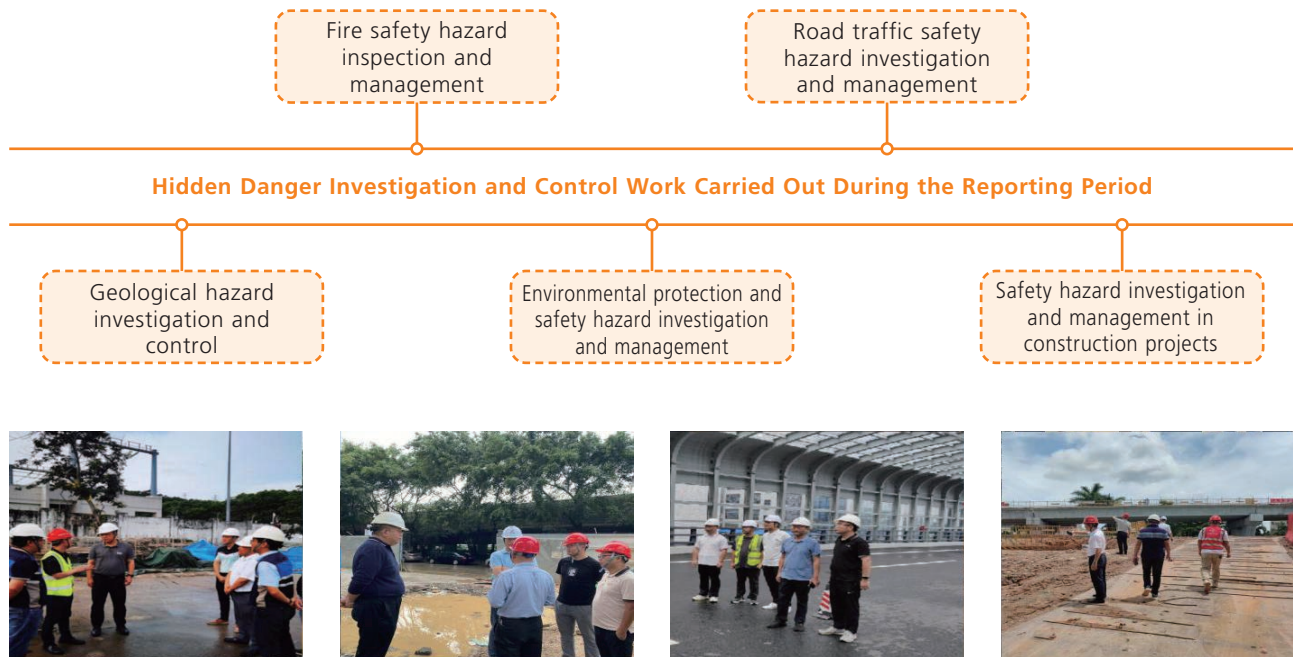 Fire safety hazard
inspection and
management
Road traffic safety
hazard investigation
and management
Hidden Danger Investigation and Control Work Carried Out During the Reporting Period
Geological hazard
investigation and
control
Environmental protection and
safety hazard investigation
and management
Safety hazard investigation
and management in
construction projects